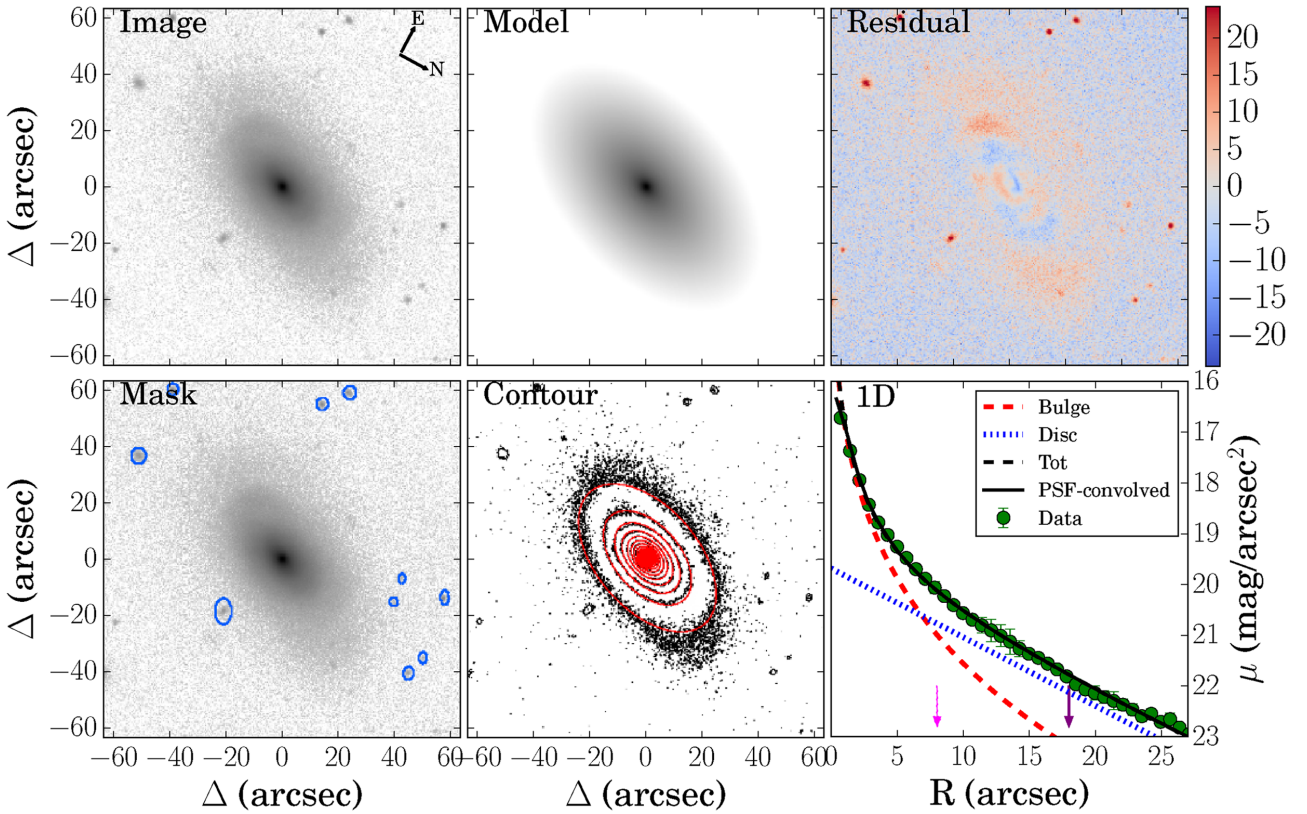 Image
E
N
Model
Residual
60
40
20
0
−20
−40
−60
Δ (arcsec)
20
15
10
5
0
−5
−10
−15
−20
Mask
Contour
1D
Bulge
Disc
Tot
PSF-convolved
Data
60
40
20
0
−20
−40
−60
Δ (arcsec)
16
17
18
19
20
21
22
23
μ (mag/arcsec²)
−60 −40 −20 0 20 40 60
−60 −40 −20 0 20 40 60
0 5 10 15 20 25
Δ (arcsec)
Δ (arcsec)
R (arcsec)